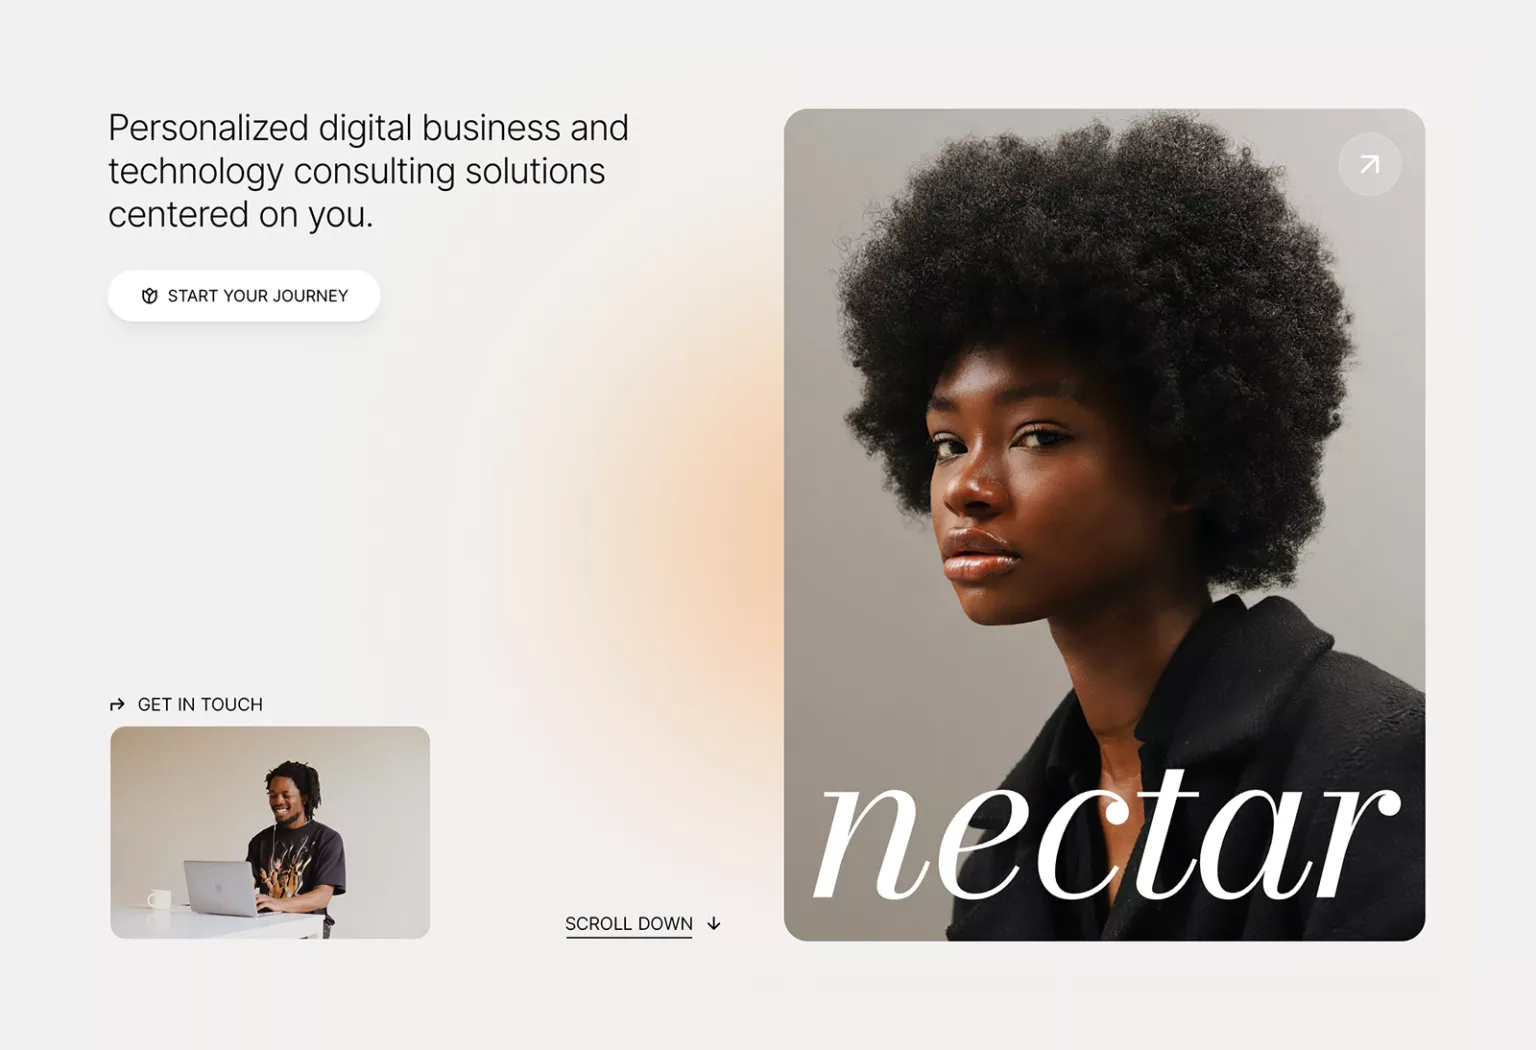 Personalized digital business and
technology consulting solutions
centered on you.
START YOUR JOURNEY
GET IN TOUCH
SCROLL DOWN
nectar